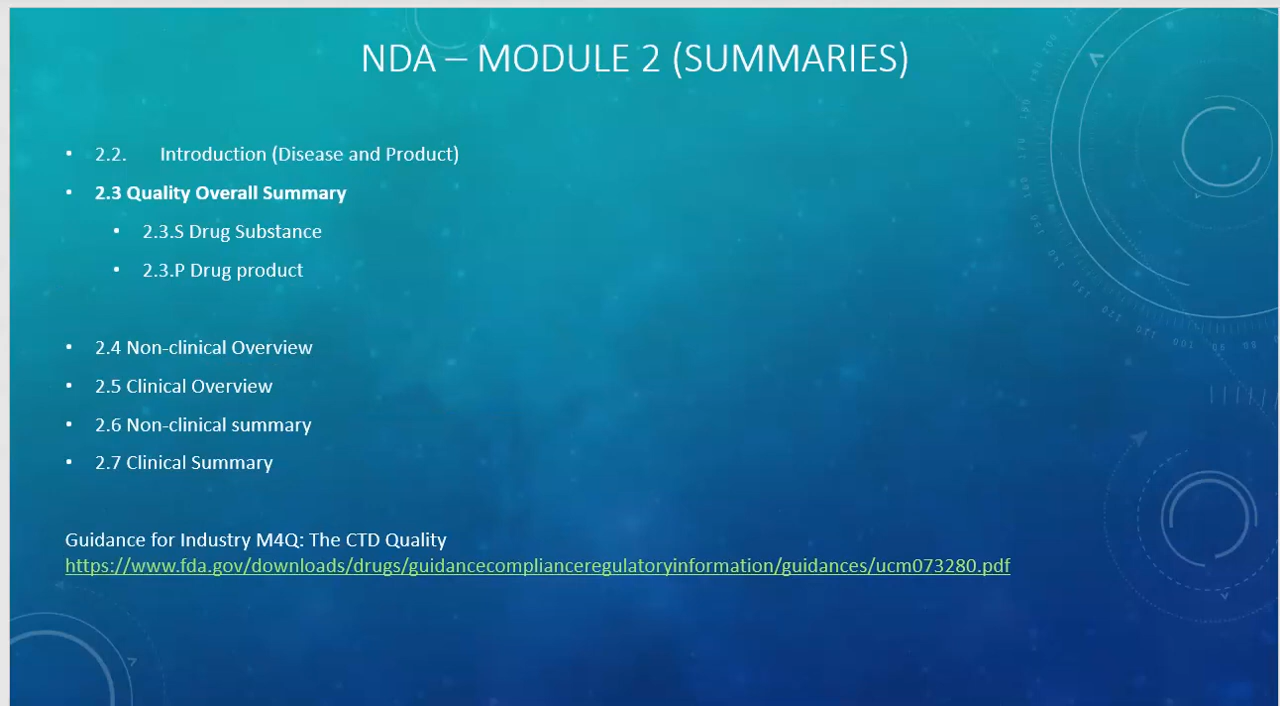 NDA – MODULE 2 (SUMMARIES)
• 2.2. Introduction (Disease and Product)
• 2.3 Quality Overall Summary
• 2.3.S Drug Substance
• 2.3.P Drug product
• 2.4 Non-clinical Overview
• 2.5 Clinical Overview
• 2.6 Non-clinical summary
• 2.7 Clinical Summary
Guidance for Industry M4Q: The CTD Quality
https://www.fda.gov/downloads/drugs/guidancecomplianceregulatoryinformation/guidances/ucm073280.pdf